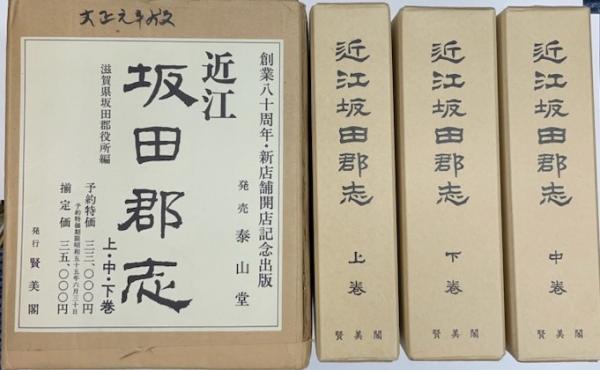 大正元年版
創業八十周年・新店舗開店記念出版
発売 泰山堂
近江
坂田郡志
上・中・下巻
滋賀県坂田郡役所編
予約特価 三三、〇〇〇円
予約特価期限昭和五十五年六月三十日
揃定価 三五、〇〇〇円
発行 賢美閣
近江坂田郡志
上巻
賢美閣
近江坂田郡志
下巻
賢美閣
近江坂田郡志
中巻
賢美閣